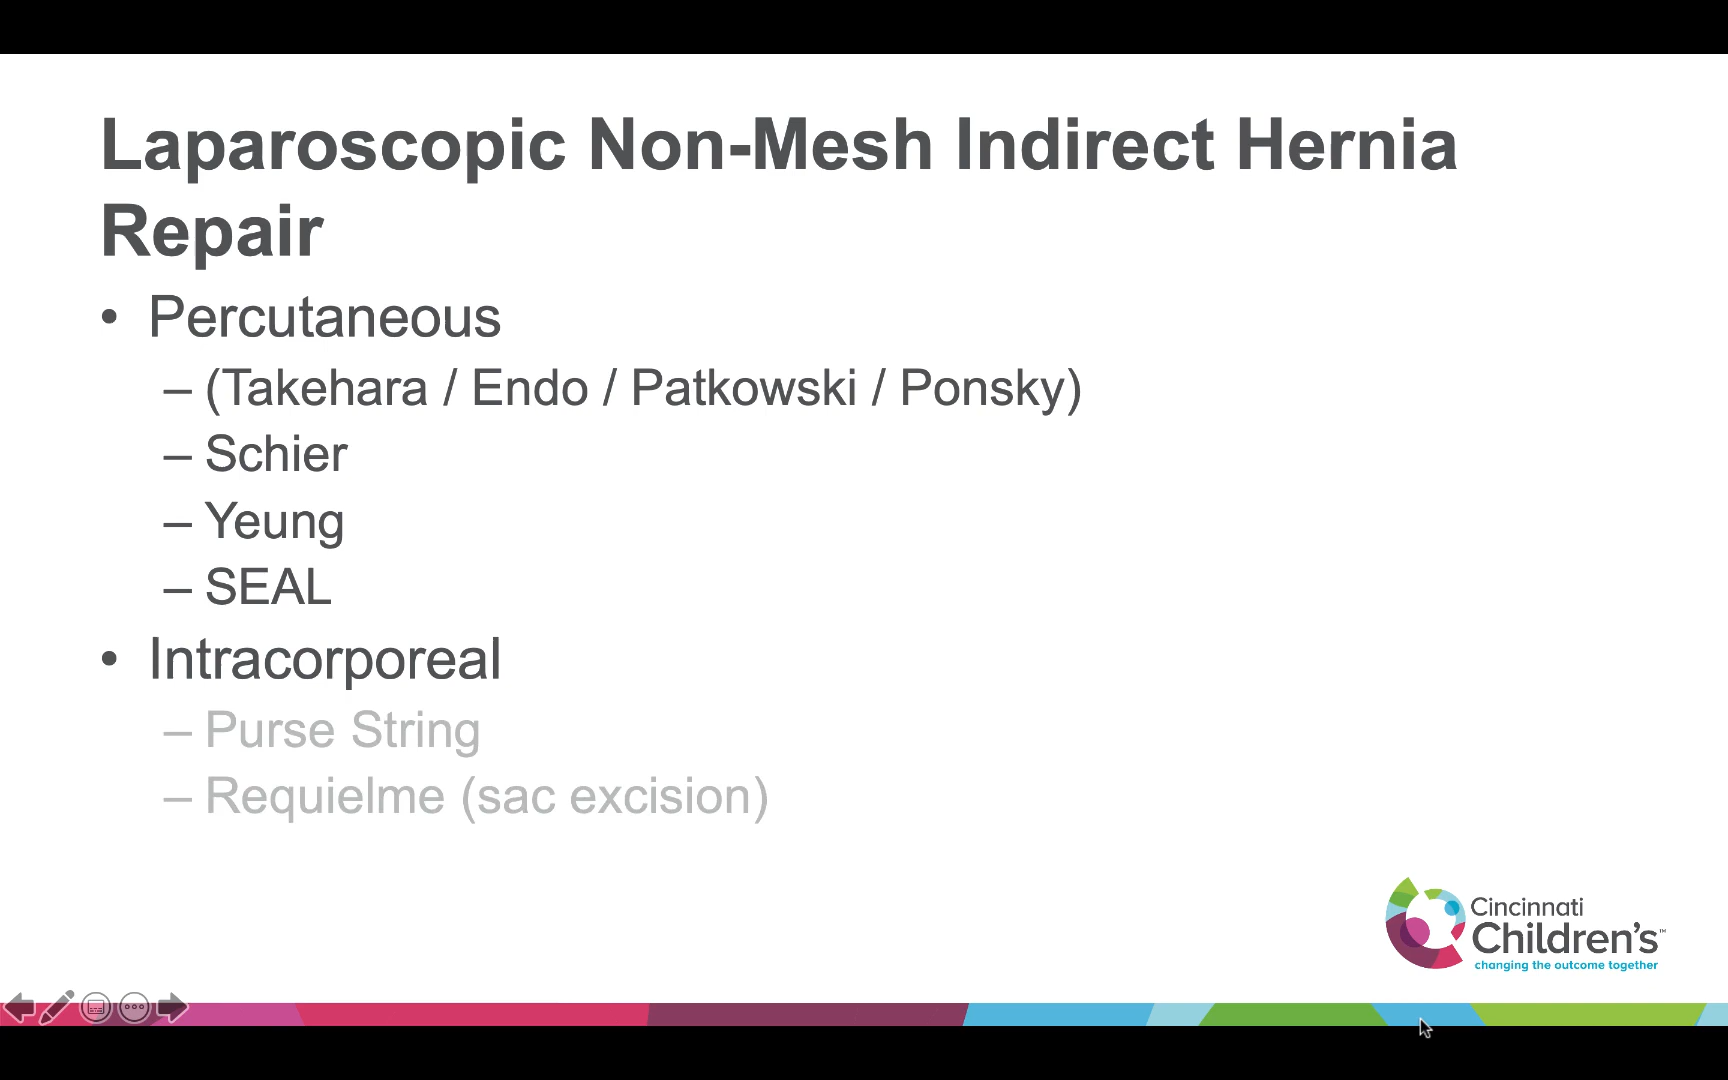 Laparoscopic Non-Mesh Indirect Hernia
Repair
• Percutaneous
– (Takehara / Endo / Patkowski / Ponsky)
– Schier
– Yeung
– SEAL
• Intracorporeal
– Purse String
– Requielme (sac excision)
Cincinnati
Children's™
changing the outcome together